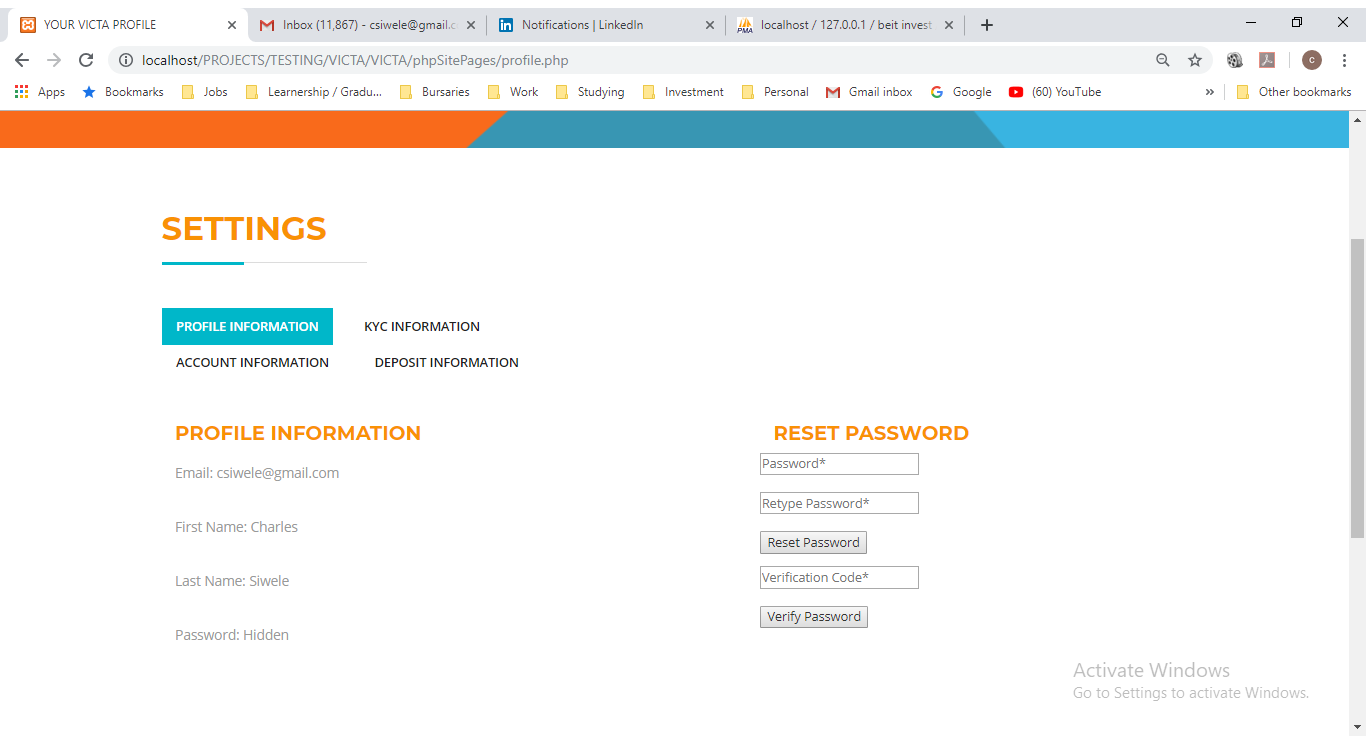 YOUR VICTA PROFILE
Inbox (11,867) - csiwele@gmail.c
Notifications | LinkedIn
PMA
localhost / 127.0.0.1 / beit invest
localhost/PROJECTS/TESTING/VICTA/VICTA/phpSitePages/profile.php
c
Apps
Bookmarks
Jobs
Learnership / Gradu...
Bursaries
Work
Studying
Investment
Personal
Gmail inbox
Google
(60) YouTube
»
Other bookmarks
SETTINGS
PROFILE INFORMATION
KYC INFORMATION
ACCOUNT INFORMATION
DEPOSIT INFORMATION
PROFILE INFORMATION
Email: csiwele@gmail.com
First Name: Charles
Last Name: Siwele
Password: Hidden
RESET PASSWORD
Password*
Retype Password*
Reset Password
Verification Code*
Verify Password
Activate Windows
Go to Settings to activate Windows.